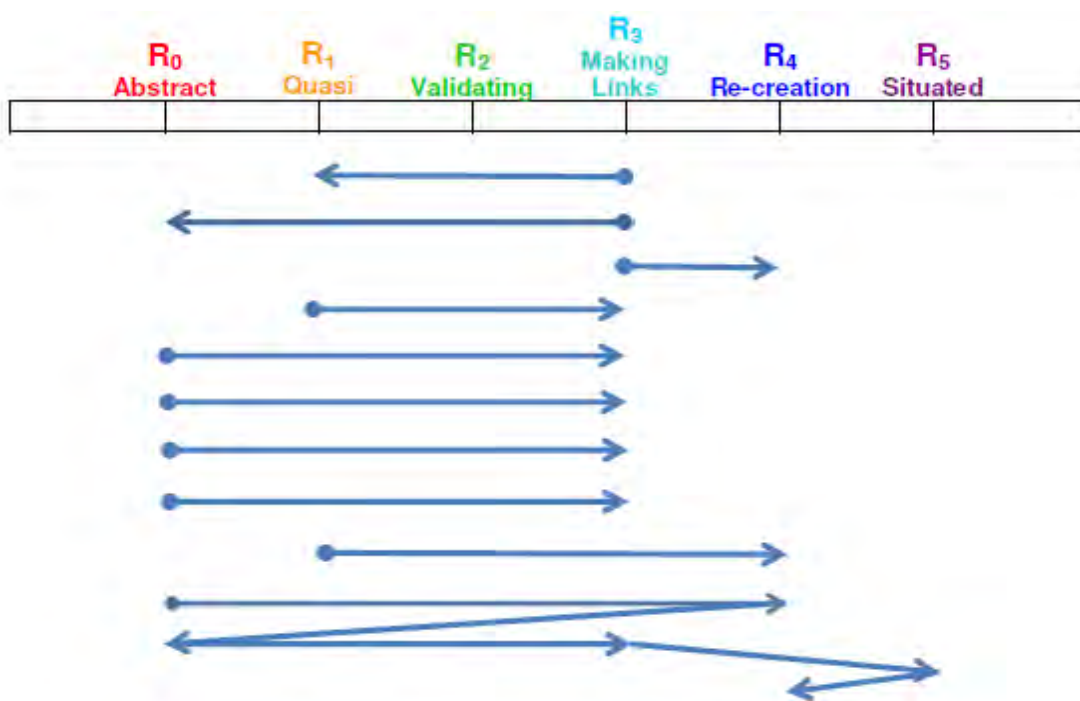 R₀
Abstract
R₁
Quasi
R₂
Validating
R₃
Making
Links
R₄
Re-creation
R₅
Situated